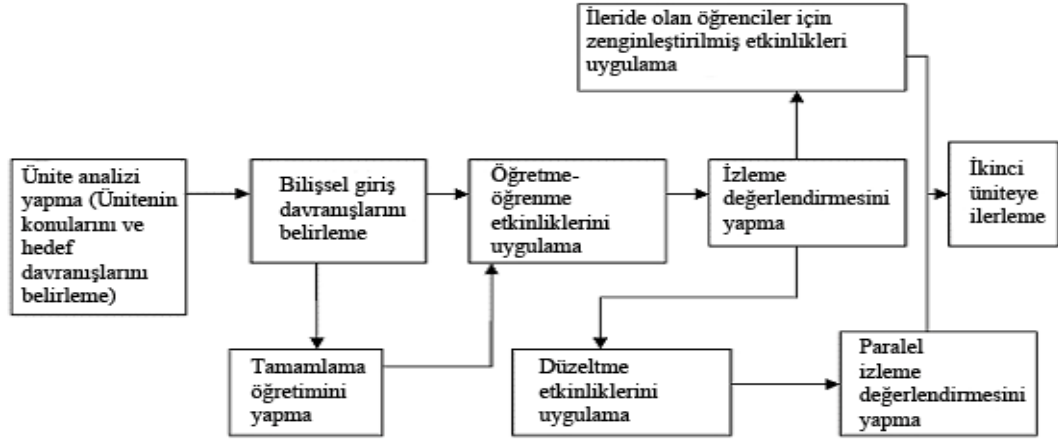 İleride olan öğrenciler için
zenginleştirilmiş etkinlikleri
uygulama
Ünite analizi
yapma (Ünitenin
konularını ve
hedef
davranışlarını
belirleme)
Bilişsel giriş
davranışlarını
belirleme
Öğretme-
öğrenme
etkinliklerini
uygulama
İzleme
değerlendirmesini
yapma
İkinci
üniteye
ilerleme
Tamamlama
öğretimini
yapma
Düzeltme
etkinliklerini
uygulama
Paralel
izleme
değerlendirmesini
yapma